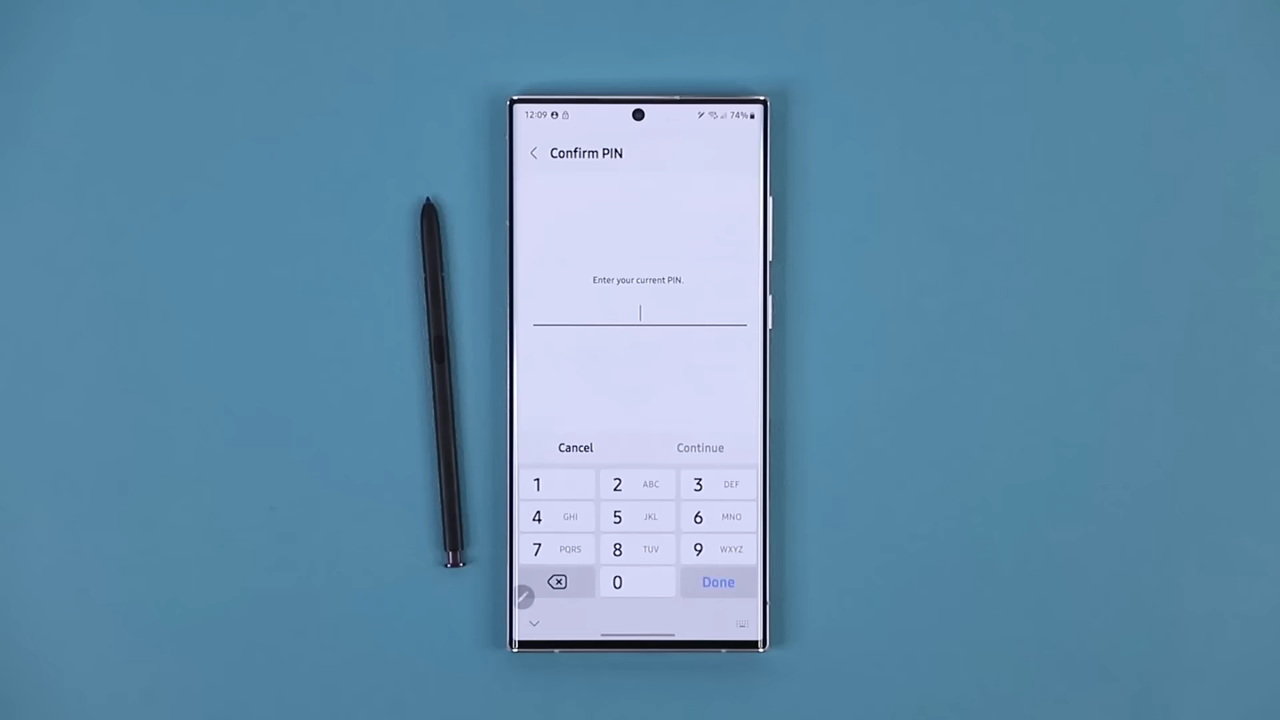 12:09 74%
Confirm PIN
Enter your current PIN.
Cancel Continue
1 2 ABC 3 DEF
4 GHI 5 JKL 6 MNO
7 PQRS 8 TUV 9 WXYZ
0 Done